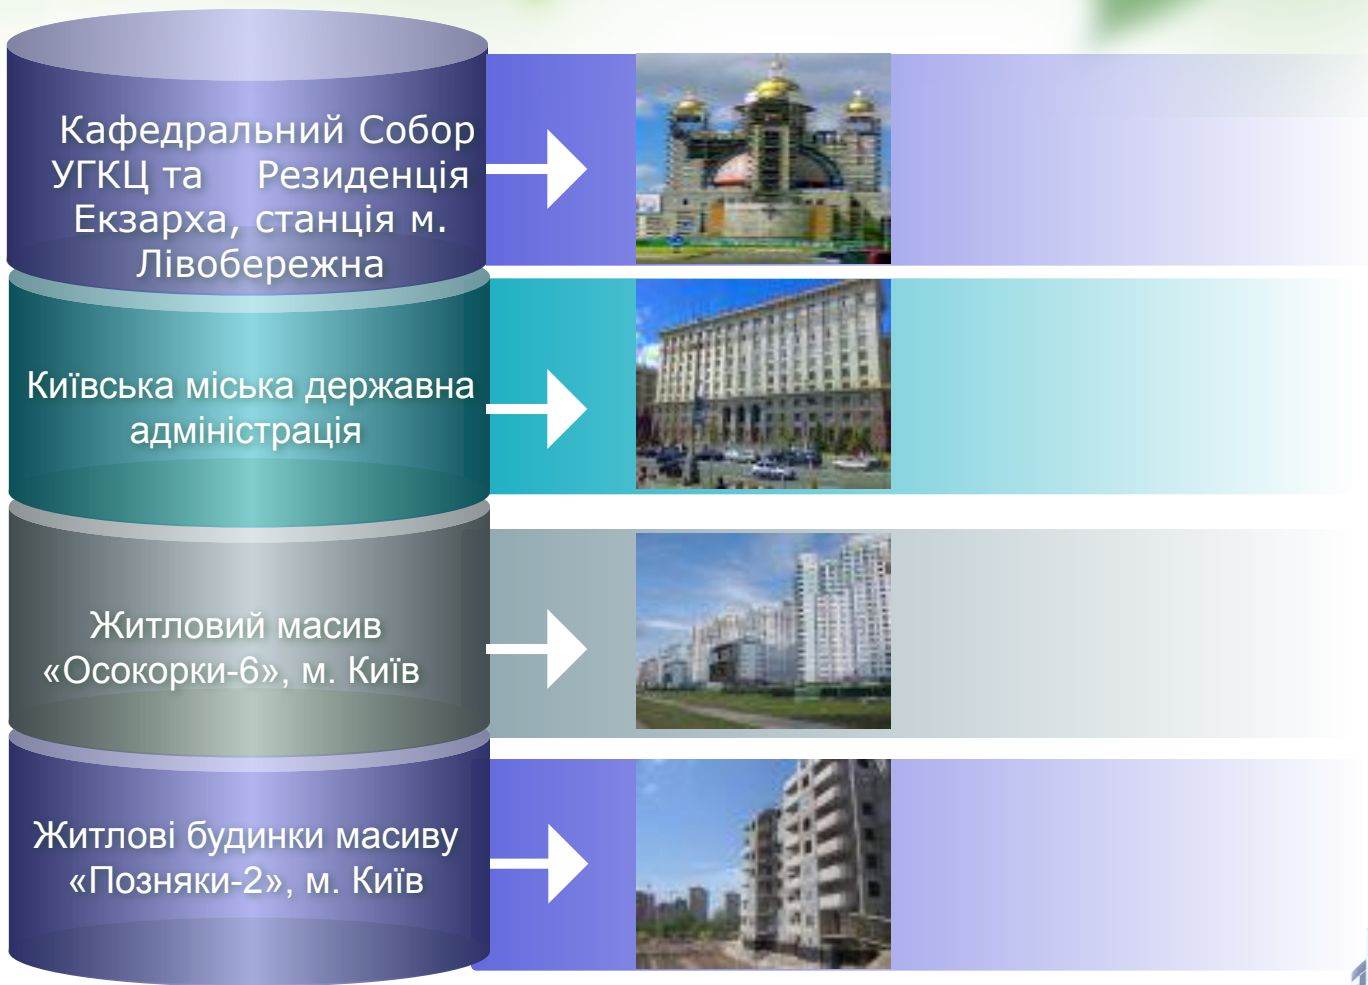 Кафедральний Собор
УГКЦ та Резиденція
Екзарха, станція м.
Лівобережна
Київська міська державна
адміністрація
Житловий масив
«Осокорки-6», м. Київ
Житлові будинки масиву
«Позняки-2», м. Київ